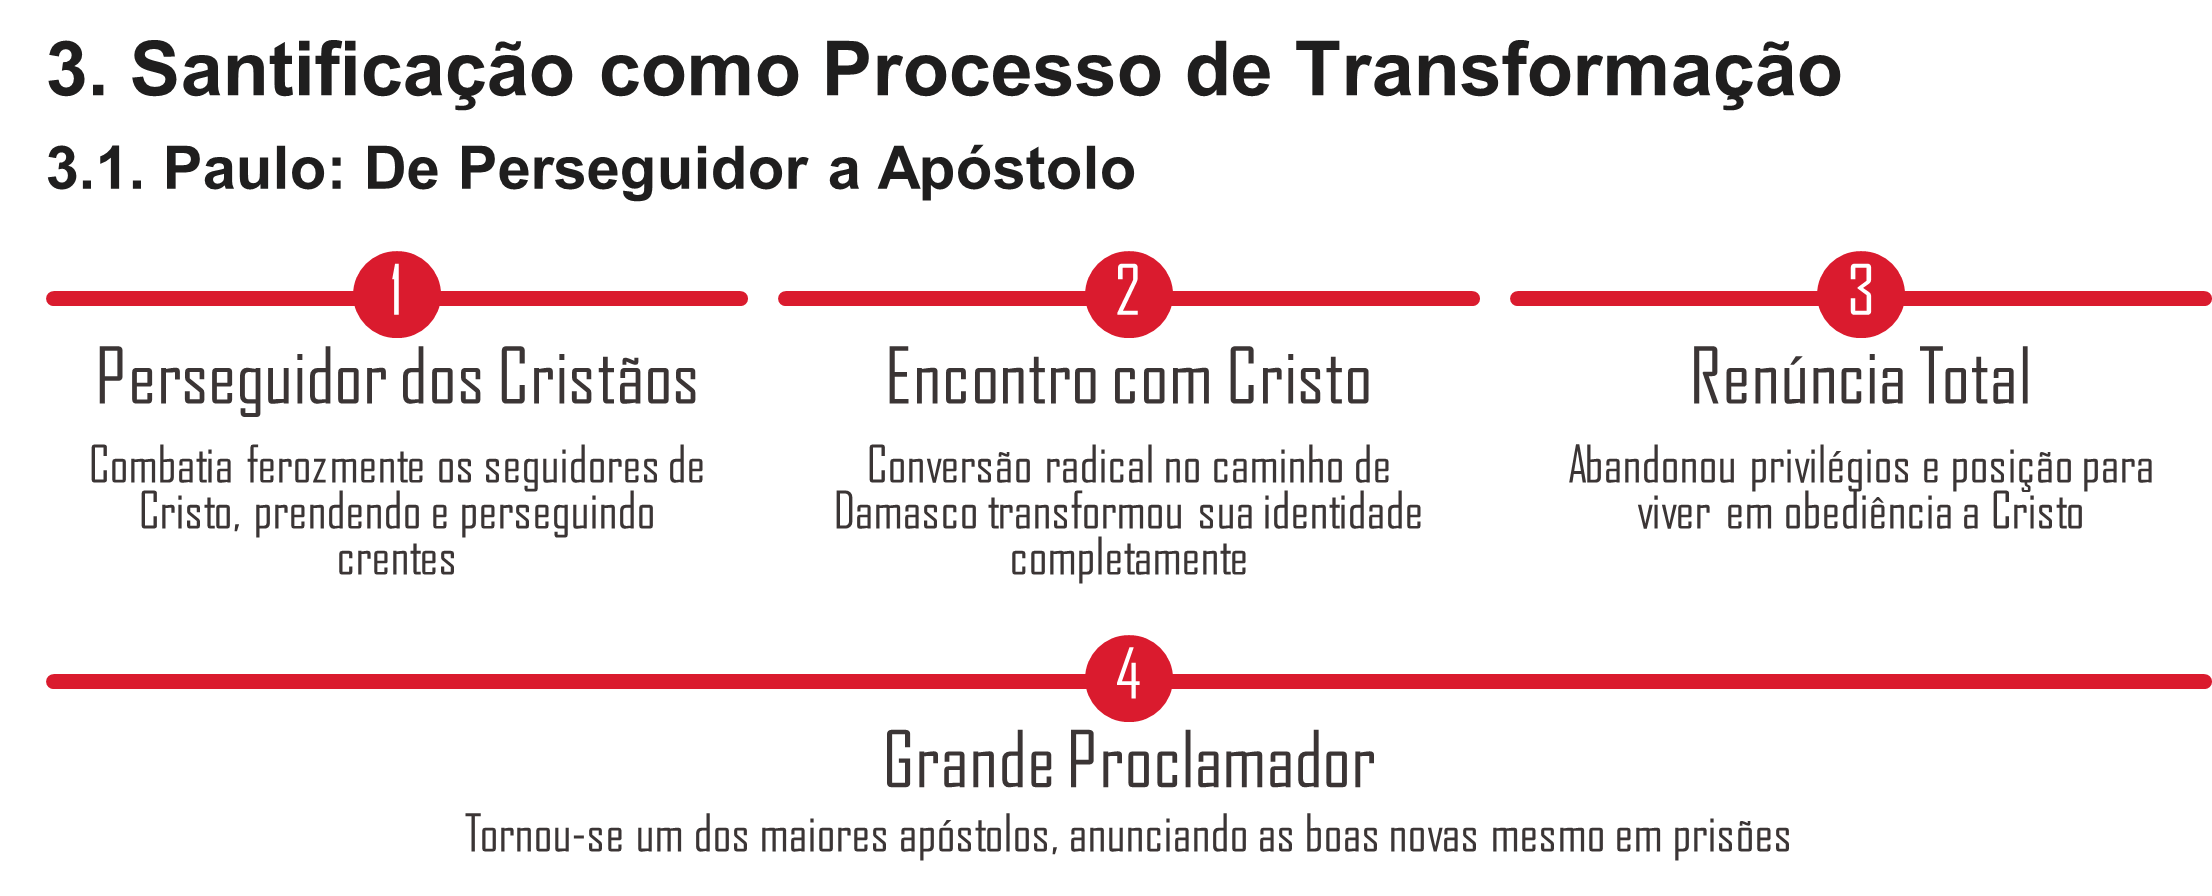 3. Santificação como Processo de Transformação
3.1. Paulo: De Perseguidor a Apóstolo
1
Perseguidor dos Cristãos
Combatia ferozmente os seguidores de
Cristo, prendendo e perseguindo
crentes
2
Encontro com Cristo
Conversão radical no caminho de
Damasco transformou sua identidade
completamente
3
Renúncia Total
Abandonou privilégios e posição para
viver em obediência a Cristo
4
Grande Proclamador
Tornou-se um dos maiores apóstolos, anunciando as boas novas mesmo em prisões